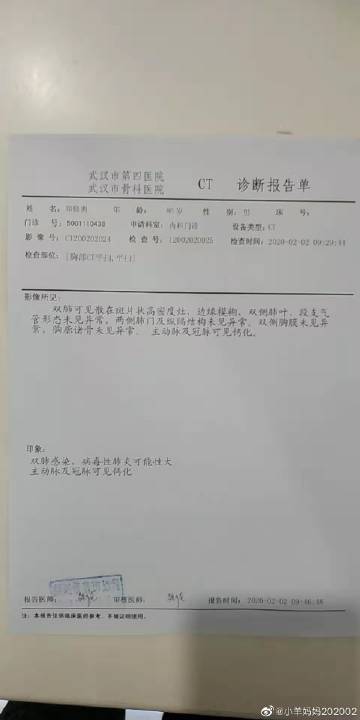 武汉市第四医院
武汉市骨科医院 CT 诊断报告单
姓 名: 年 龄: 岁 性 别: 床 号:
门诊 号: 5001110438 申请科室: 内科门诊 设备类型: CT
影像 号: CT200202024 检 查 号: T2002020025 检查时间: 2020-02-02 09:29:44
检查部位: [胸部CT平扫,平扫]
影像所见:
双肺可见散在斑片状高密度灶,边缘模糊,双侧肺叶、段支气
管形态未见异常,两侧肺门及纵隔结构未见异常,双侧胸膜未见异
常,胸廓诸骨未见异常。主动脉及冠脉可见钙化。
印象:
双肺感染,病毒性肺炎可能性大
主动脉及冠脉可见钙化
报告医师: 审核医师: 报告时间: 2020-02-02 09:46:48
注: 本报告仅供临床医师参考,不做证明使用。
@小羊妈妈202002